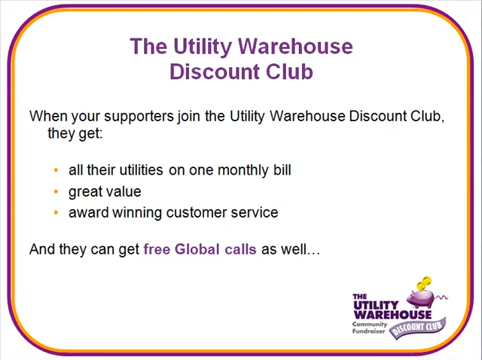 The Utility Warehouse
Discount Club
When your supporters join the Utility Warehouse Discount Club,
they get:
• all their utilities on one monthly bill
• great value
• award winning customer service
And they can get free Global calls as well…
THE
UTILITY
WAREHOUSE
Community
Fundraiser
DISCOUNT CLUB